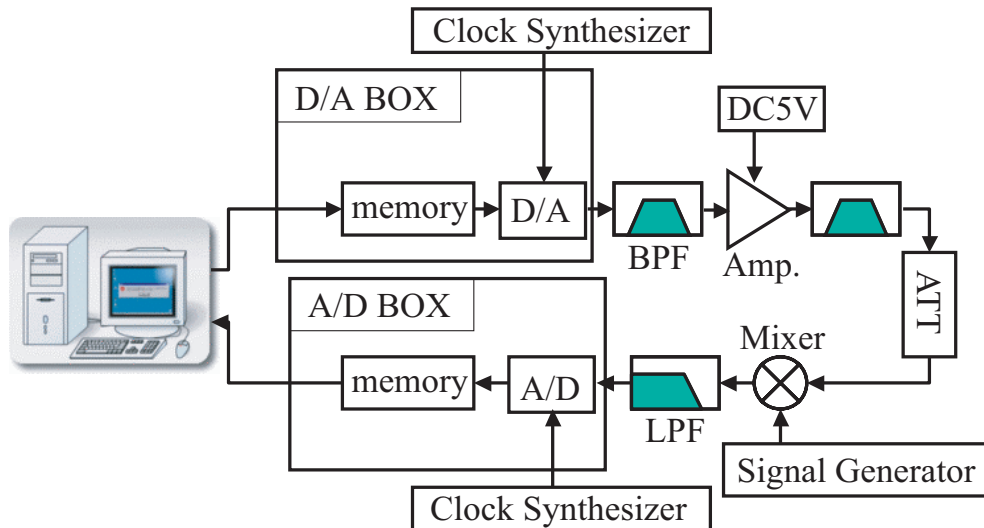 Clock Synthesizer
D/A BOX
DC5V
memory
D/A
BPF
Amp.
ATT
A/D BOX
Mixer
memory
A/D
LPF
Signal Generator
Clock Synthesizer